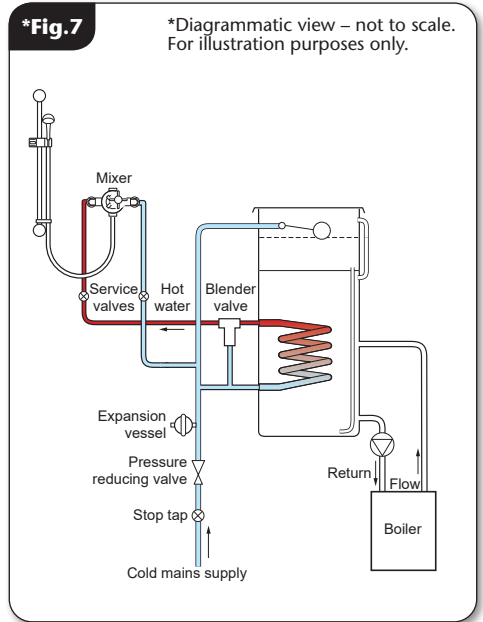 *Fig.7
*Diagrammatic view – not to scale.
For illustration purposes only.
Mixer
Service
valves
Hot
water
Blender
valve
Expansion
vessel
Pressure
reducing valve
Stop tap
Cold mains supply
Return
Flow
Boiler